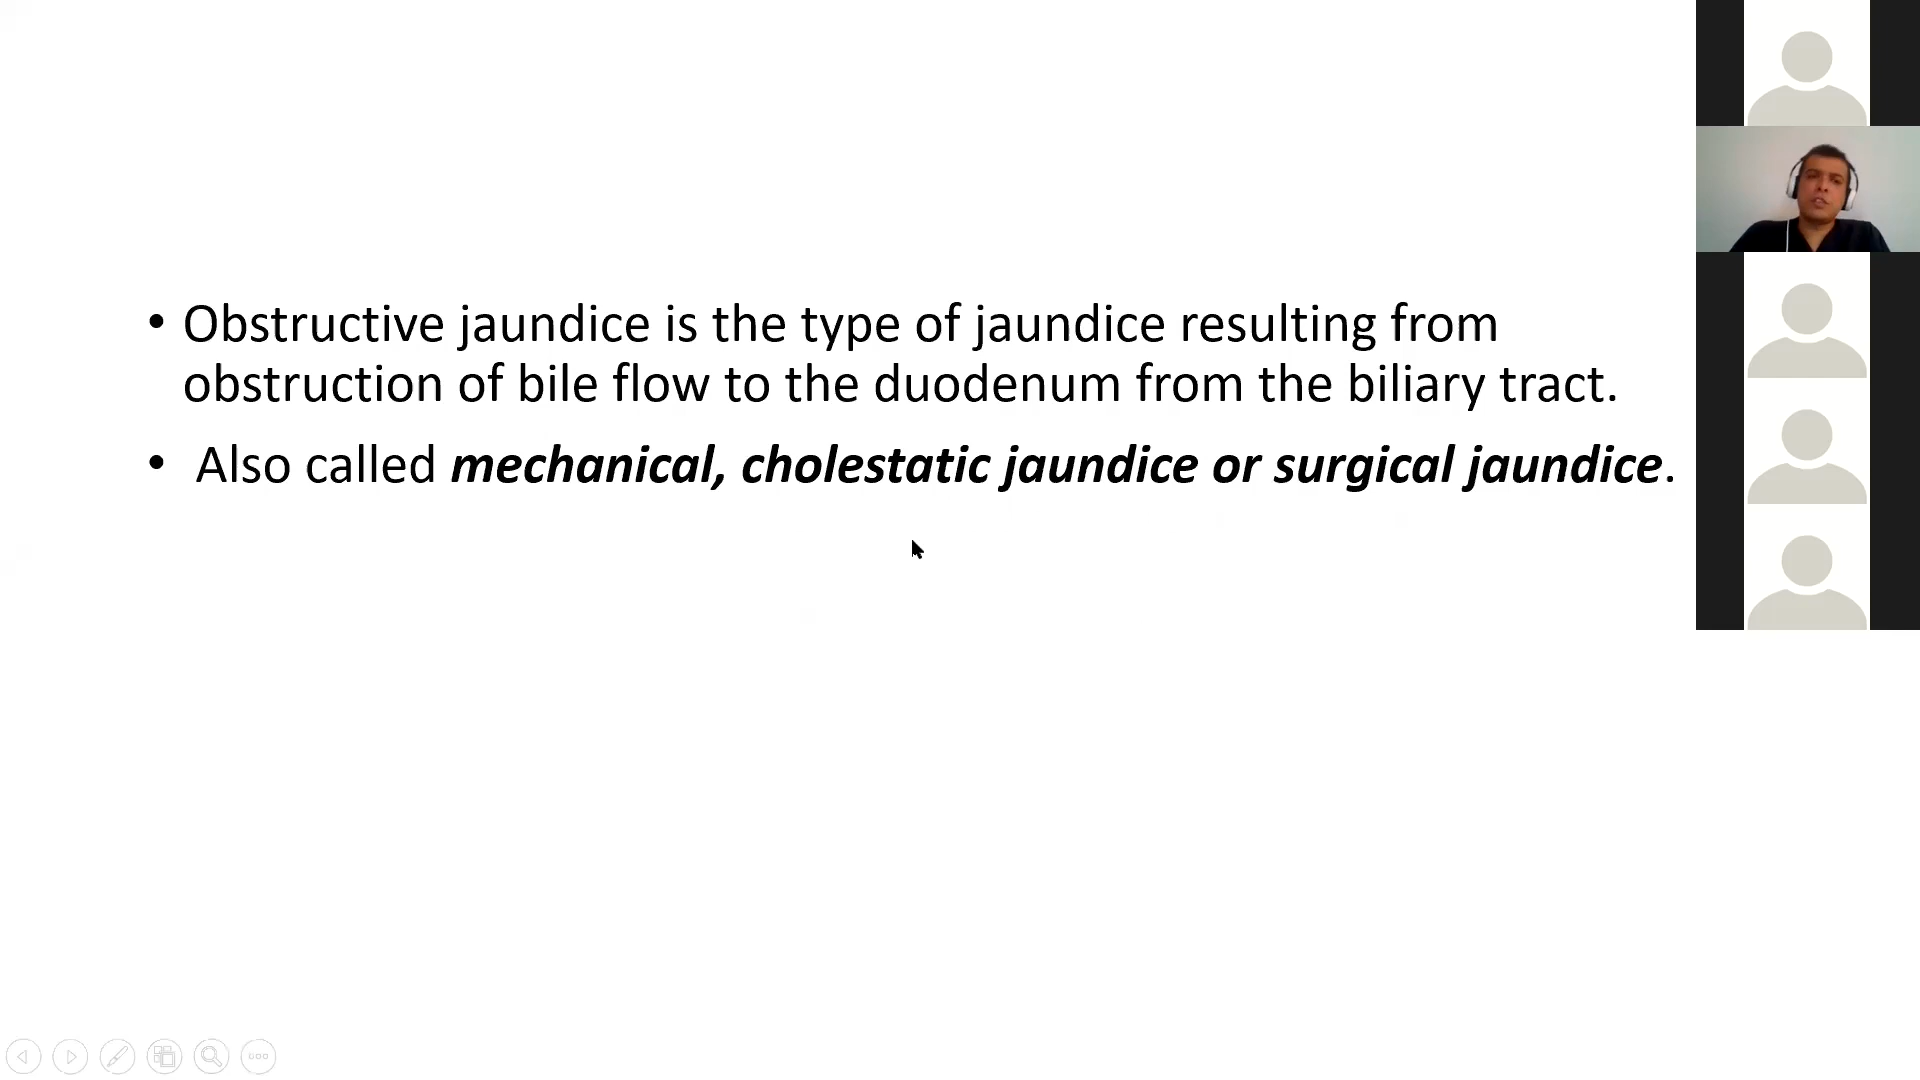 • Obstructive jaundice is the type of jaundice resulting from
obstruction of bile flow to the duodenum from the biliary tract.
• Also called mechanical, cholestatic jaundice or surgical jaundice.